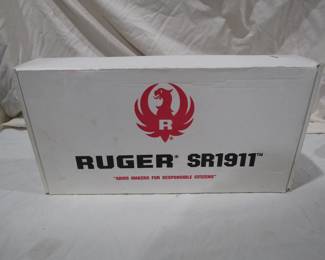 R
RUGER® SR1911™
"ARMS MAKERS FOR RESPONSIBLE CITIZENS"